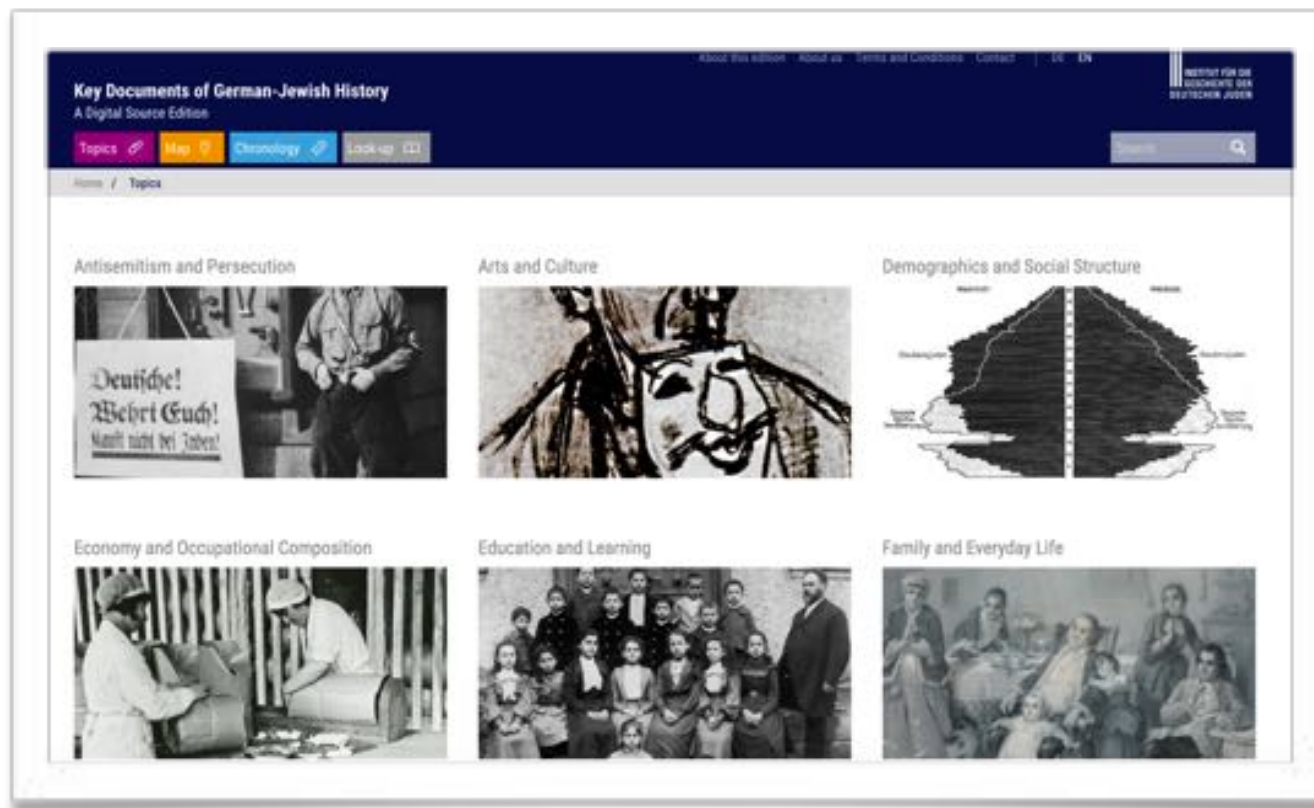 About this edition About us Terms and Conditions Contact DE EN
INSTITUT FÜR DIE
GESCHICHTE DER
DEUTSCHEN JUDEN
Key Documents of German-Jewish History
A Digital Source Edition
Topics Map Chronology Look-up Search
Home / Topics
Antisemitism and Persecution Arts and Culture Demographics and Social Structure
Deutsche!
Wehrt Euch!
Kauft nicht bei Juden!
Economy and Occupational Composition Education and Learning Family and Everyday Life